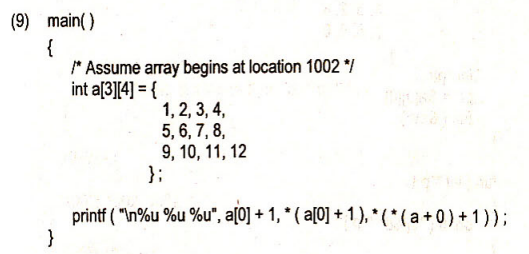 (9) main( )
{
/* Assume array begins at location 1002 */
int a[3][4] = {
1, 2, 3, 4,
5, 6, 7, 8,
9, 10, 11, 12
};
printf ( "\n%u %u %u", a[0] + 1, * ( a[0] + 1 ), * ( * ( a + 0 ) + 1 ) ) ;
}